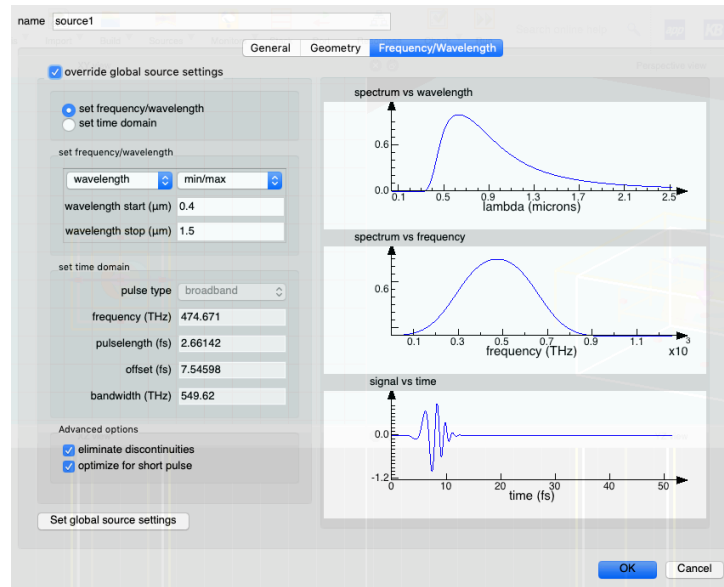 name source1
General Geometry Frequency/Wavelength
override global source settings
set frequency/wavelength
set time domain
set frequency/wavelength
wavelength min/max
wavelength start (µm) 0.4
wavelength stop (µm) 1.5
set time domain
pulse type broadband
frequency (THz) 474.671
pulselength (fs) 2.66142
offset (fs) 7.54598
bandwidth (THz) 549.62
Advanced options
eliminate discontinuities
optimize for short pulse
Set global source settings
spectrum vs wavelength
0.6
0.0
0.1 0.5 0.9 1.3 1.7 2.1 2.5
lambda (microns)
spectrum vs frequency
0.6
0.1 0.3 0.5 0.7 0.9 1.1 3
frequency (THz) x10
signal vs time
0.0
-1.2
0 10 20 30 40 50
time (fs)
OK Cancel